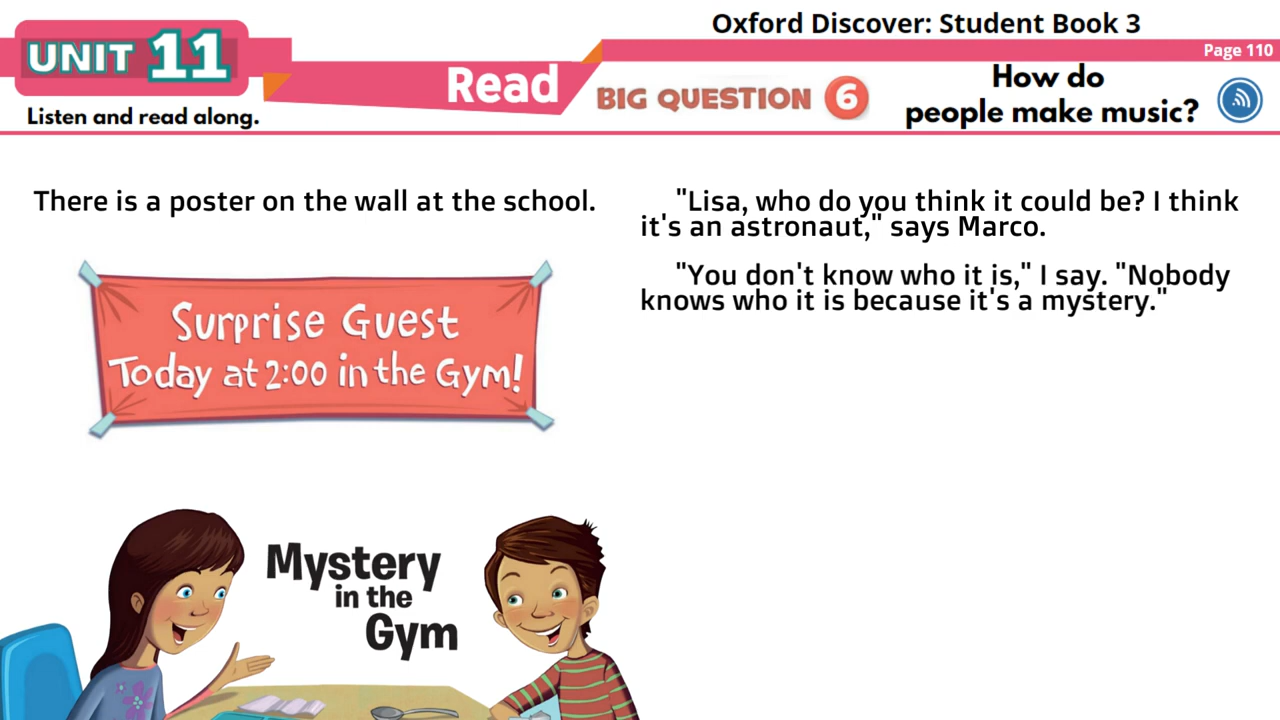 Oxford Discover: Student Book 3
UNIT 11
Page 110
Read
BIG QUESTION 6
How do
people make music?
Listen and read along.
There is a poster on the wall at the school.
Surprise Guest
Today at 2:00 in the Gym!
Mystery
in the
Gym
"Lisa, who do you think it could be? I think
it's an astronaut," says Marco.
"You don't know who it is," I say. "Nobody
knows who it is because it's a mystery."